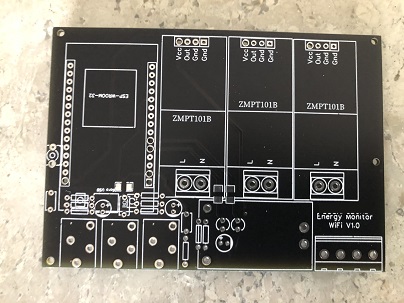 Vcc
Out
Gnd
Gnd
Vcc
Out
Gnd
Gnd
Vcc
Out
Gnd
Gnd
ESP-WROOM-32
ZMPT101B
ZMPT101B
ZMPT101B
L N
L N
L N
Energy Monitor
WiFi V1.0